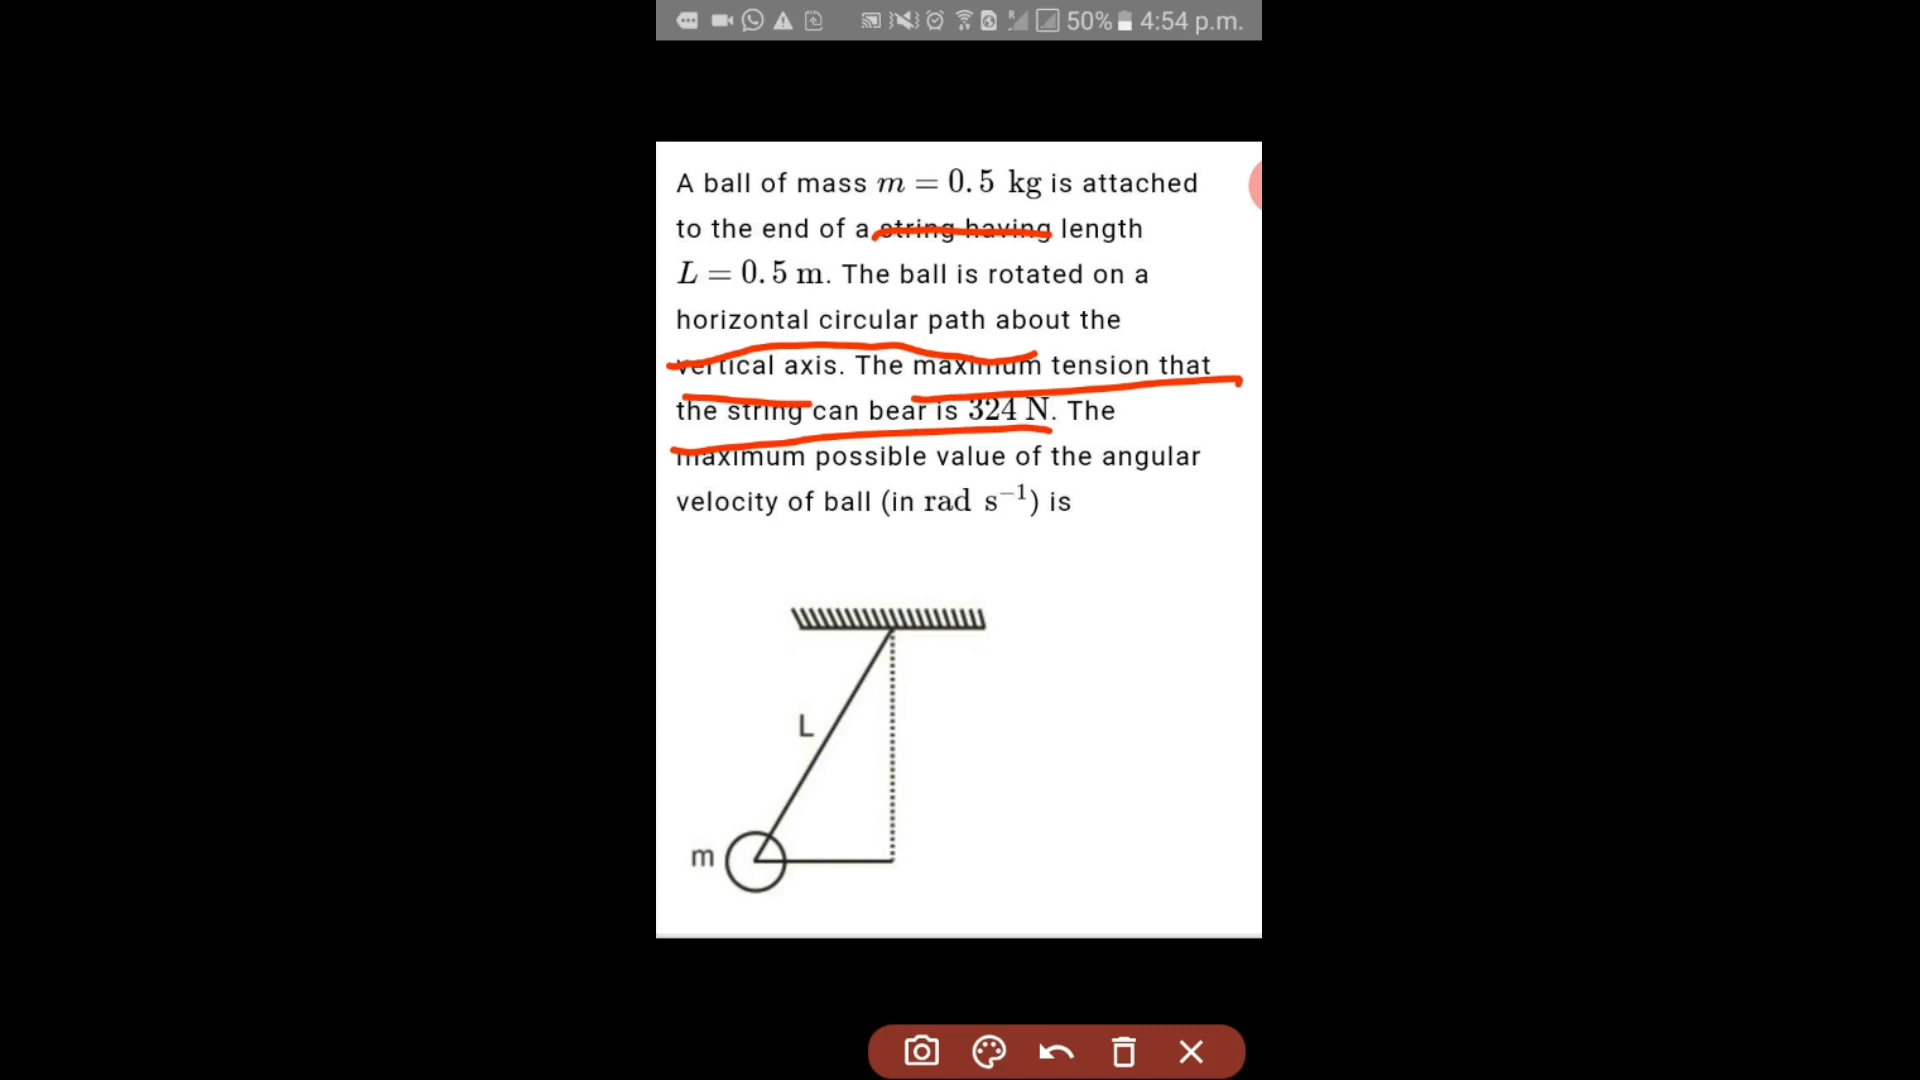 50% 4:54 p.m.
A ball of mass m = 0.5 kg is attached
to the end of a string having length
L = 0.5 m. The ball is rotated on a
horizontal circular path about the
vertical axis. The maximum tension that
the string can bear is 324 N. The
maximum possible value of the angular
velocity of ball (in rad s⁻¹) is
L
m